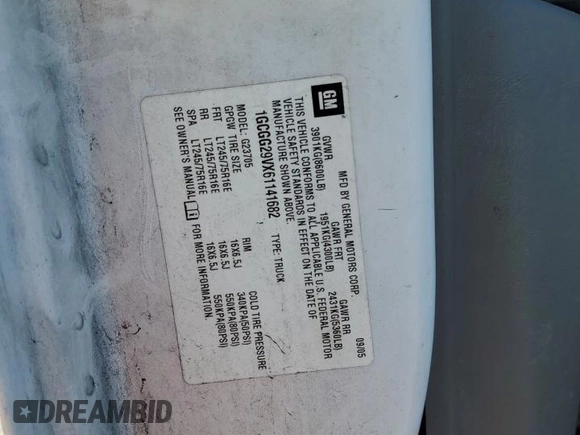 GM
MFD BY GENERAL MOTORS CORP. 09/05
GVWR GAWR FRT GAWR RR
3901KG(8600LB) 1951KG(4300LB) 2431KG(5360LB)
THIS VEHICLE CONFORMS TO ALL APPLICABLE U.S. FEDERAL MOTOR
VEHICLE SAFETY STANDARDS IN EFFECT ON THE DATE OF
MANUFACTURE SHOWN ABOVE.
1GCGG29VX61141682 TYPE: TRUCK
MODEL: G23705
GPCW TIRE SIZE RIM COLD TIRE PRESSURE
FRT LT245/75R16E 16X6.5J 340KPA(50PSI)
RR LT245/75R16E 16X6.5J 550KPA(80PSI)
SPA LT245/75R16E 16X6.5J 550KPA(80PSI)
SEE OWNER'S MANUAL FOR MORE INFORMATION.
DREAMBID